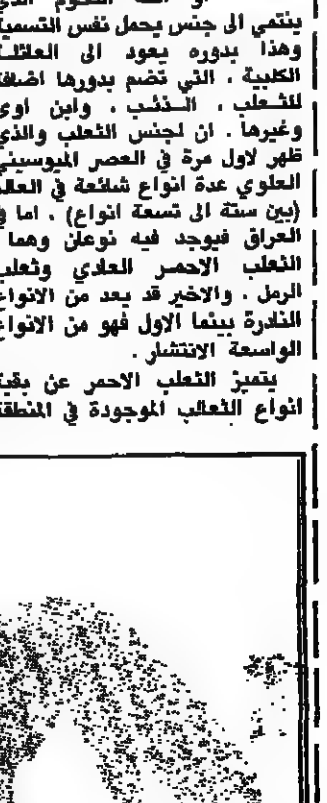 ينتمي الى جنس يحمل نفس التسمية
وهذا بدوره يعود الى العائلة
الكلبية ، التي تضم بدورها اضافة
للثعلب ، الذئب ، وابن اوى
وغيرها . ان لجنس الثعلب والذي
ظهر لاول مرة في العصر الميوسيني
العلوي عدة انواع شائعة في العالم
(بين ستة الى تسعة انواع) . اما في
العراق فيوجد فيه نوعان وهما
الثعلب الاحمر العادي وثعلب
الرمل . والاخير قد يعد من الانواع
النادرة بينما الاول فهو من الانواع
الواسعة الانتشار .
يتميز الثعلب الاحمر عن بقية
انواع الثعالب الموجودة في المنطقة